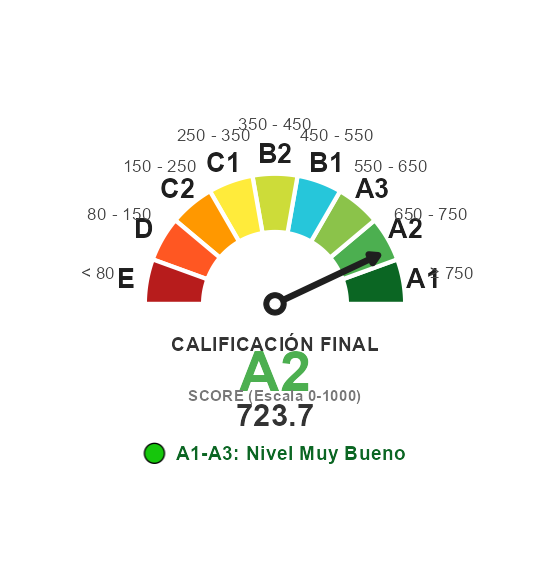 350 - 450
250 - 350
450 - 550
B2
C1
B1
150 - 250
550 - 650
C2
A3
80 - 150
650 - 750
D
A2
< 80
E
A1
≥ 750
CALIFICACIÓN FINAL
A2
SCORE (Escala 0-1000)
723.7
A1-A3: Nivel Muy Bueno